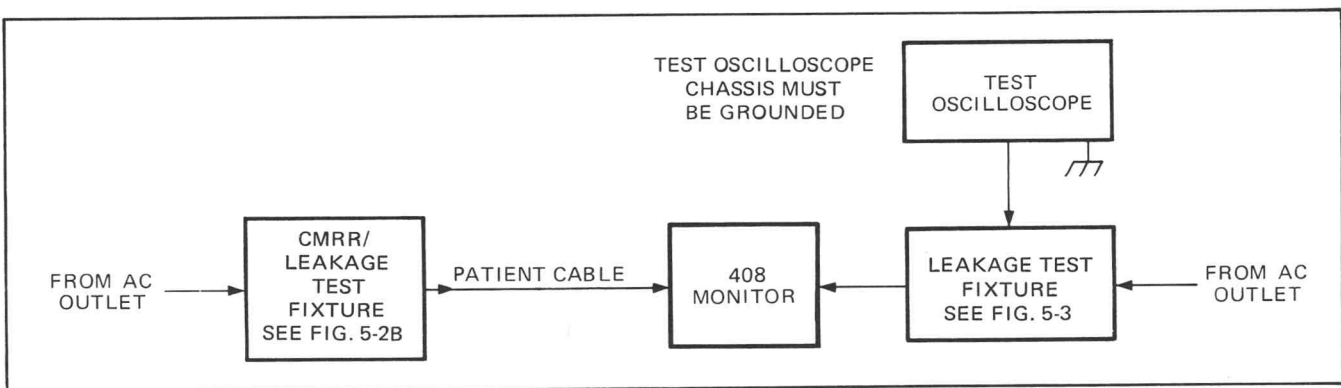 TEST OSCILLOSCOPE
CHASSIS MUST
BE GROUNDED
TEST
OSCILLOSCOPE
FROM AC
OUTLET
CMRR/
LEAKAGE
TEST
FIXTURE
SEE FIG. 5-2B
PATIENT CABLE
408
MONITOR
LEAKAGE TEST
FIXTURE
SEE FIG. 5-3
FROM AC
OUTLET